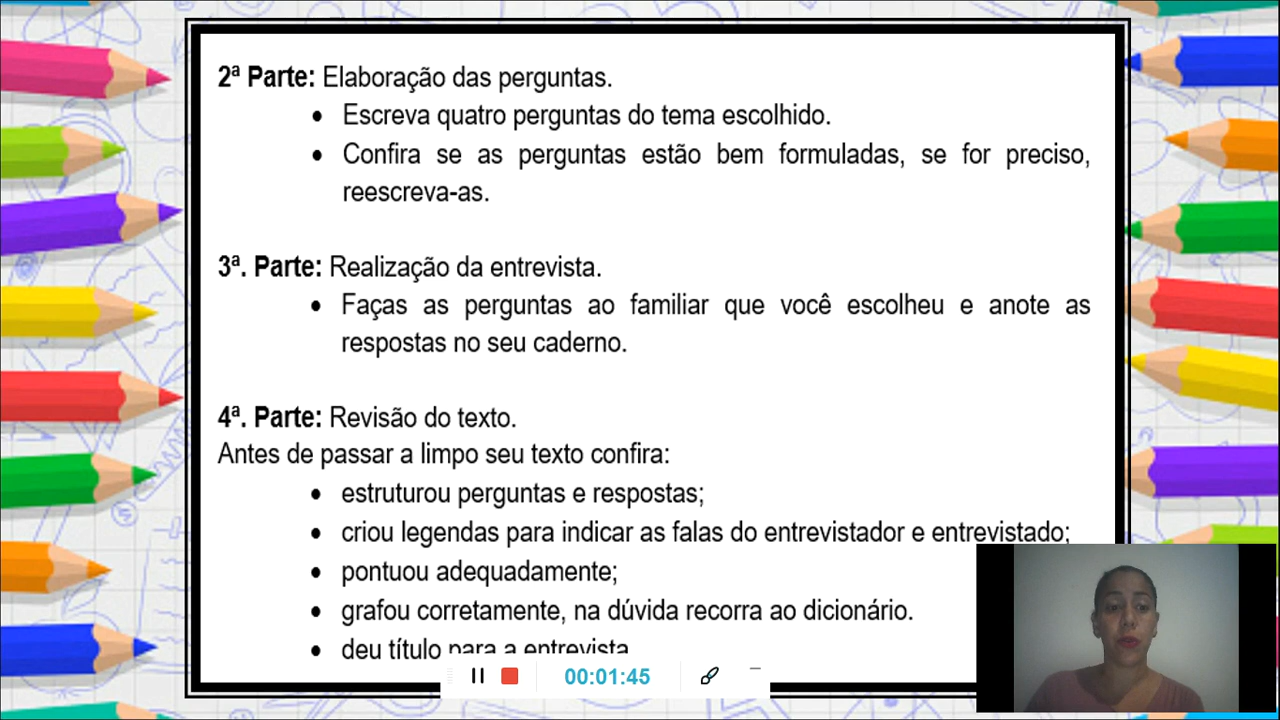 2ª Parte: Elaboração das perguntas.
• Escreva quatro perguntas do tema escolhido.
• Confira se as perguntas estão bem formuladas, se for preciso,
reescreva-as.
3ª. Parte: Realização da entrevista.
• Faças as perguntas ao familiar que você escolheu e anote as
respostas no seu caderno.
4ª. Parte: Revisão do texto.
Antes de passar a limpo seu texto confira:
• estruturou perguntas e respostas;
• criou legendas para indicar as falas do entrevistador e entrevistado;
• pontuou adequadamente;
• grafou corretamente, na dúvida recorra ao dicionário.
• deu título para a entrevista
00:01:45